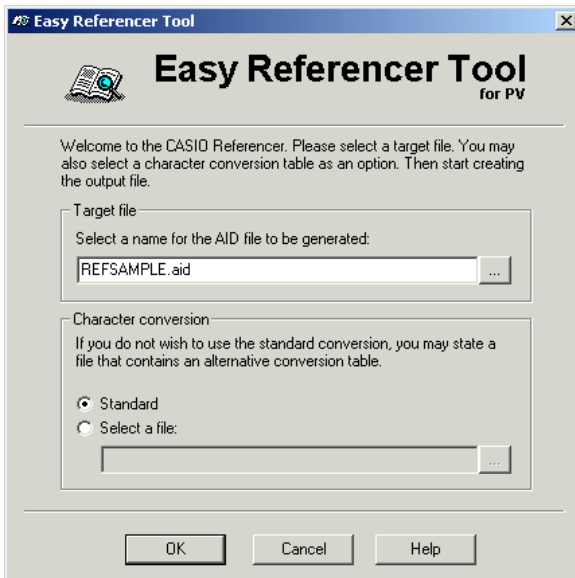 Easy Referencer Tool
Easy Referencer Tool
for PV
Welcome to the CASIO Referencer. Please select a target file. You may
also select a character conversion table as an option. Then start creating
the output file.
Target file
Select a name for the AID file to be generated:
REFSAMPLE.aid
...
Character conversion
If you do not wish to use the standard conversion, you may state a
file that contains an alternative conversion table.
Standard
Select a file:
...
OK Cancel Help